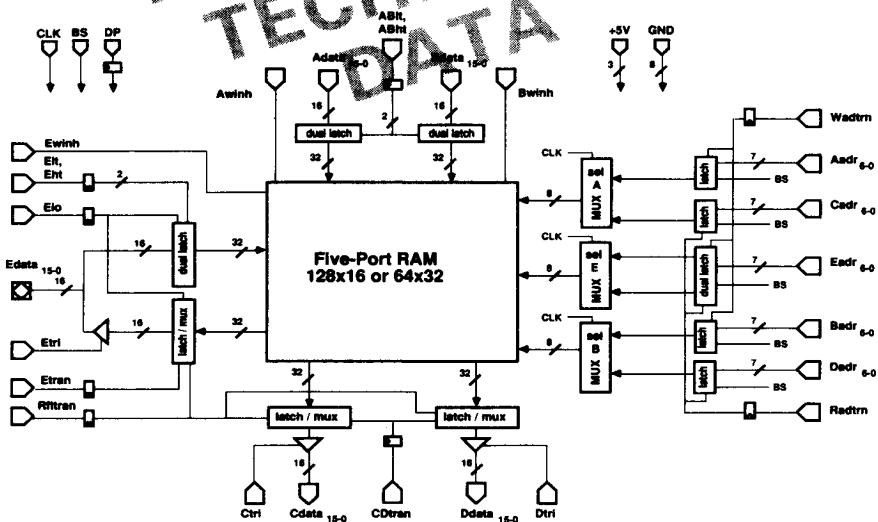 TECH
DATA
CLK BS DP
ABlt,
ABht
+5V GND
Adata 15-0
Bdata 15-0
3 8
Awinh
Bwinh
16 2 16
dual latch
dual latch
32 32
Ewinh
Elt,
Eht
2
Elo
16
dual latch
32
Edata 15-0
16
16
latch / mux
32
Etri
Etran
Rfltran
Five-Port RAM
128x16 or 64x32
CLK
sel
A
MUX
8
CLK
sel
E
MUX
8
CLK
sel
B
MUX
8
Wadtrn
latch
7
Aadr 6-0
BS
latch
7
Cadr 6-0
BS
dual latch
7
Eadr 6-0
BS
latch
7
Badr 6-0
BS
latch
7
Dadr 6-0
BS
Radtrn
32 32
latch / mux
latch / mux
16 16
Ctri Cdata 15-0 CDtran Ddata 15-0 Dtri